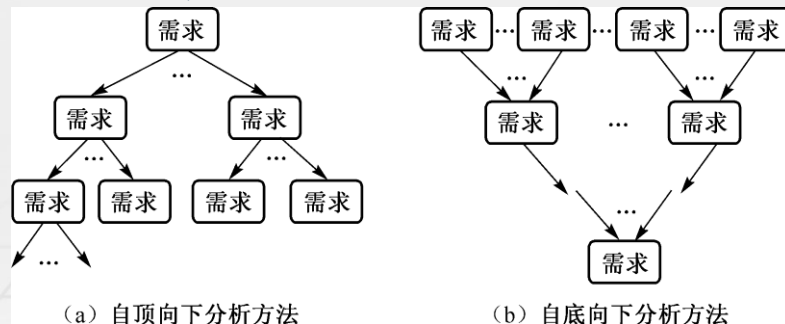 需求
需求 ... 需求 ... 需求 ... 需求
...
... ...
需求 需求
需求 ... 需求
... ...
需求 需求 需求 需求
...
需求
...
(a) 自顶向下分析方法
(b) 自底向下分析方法